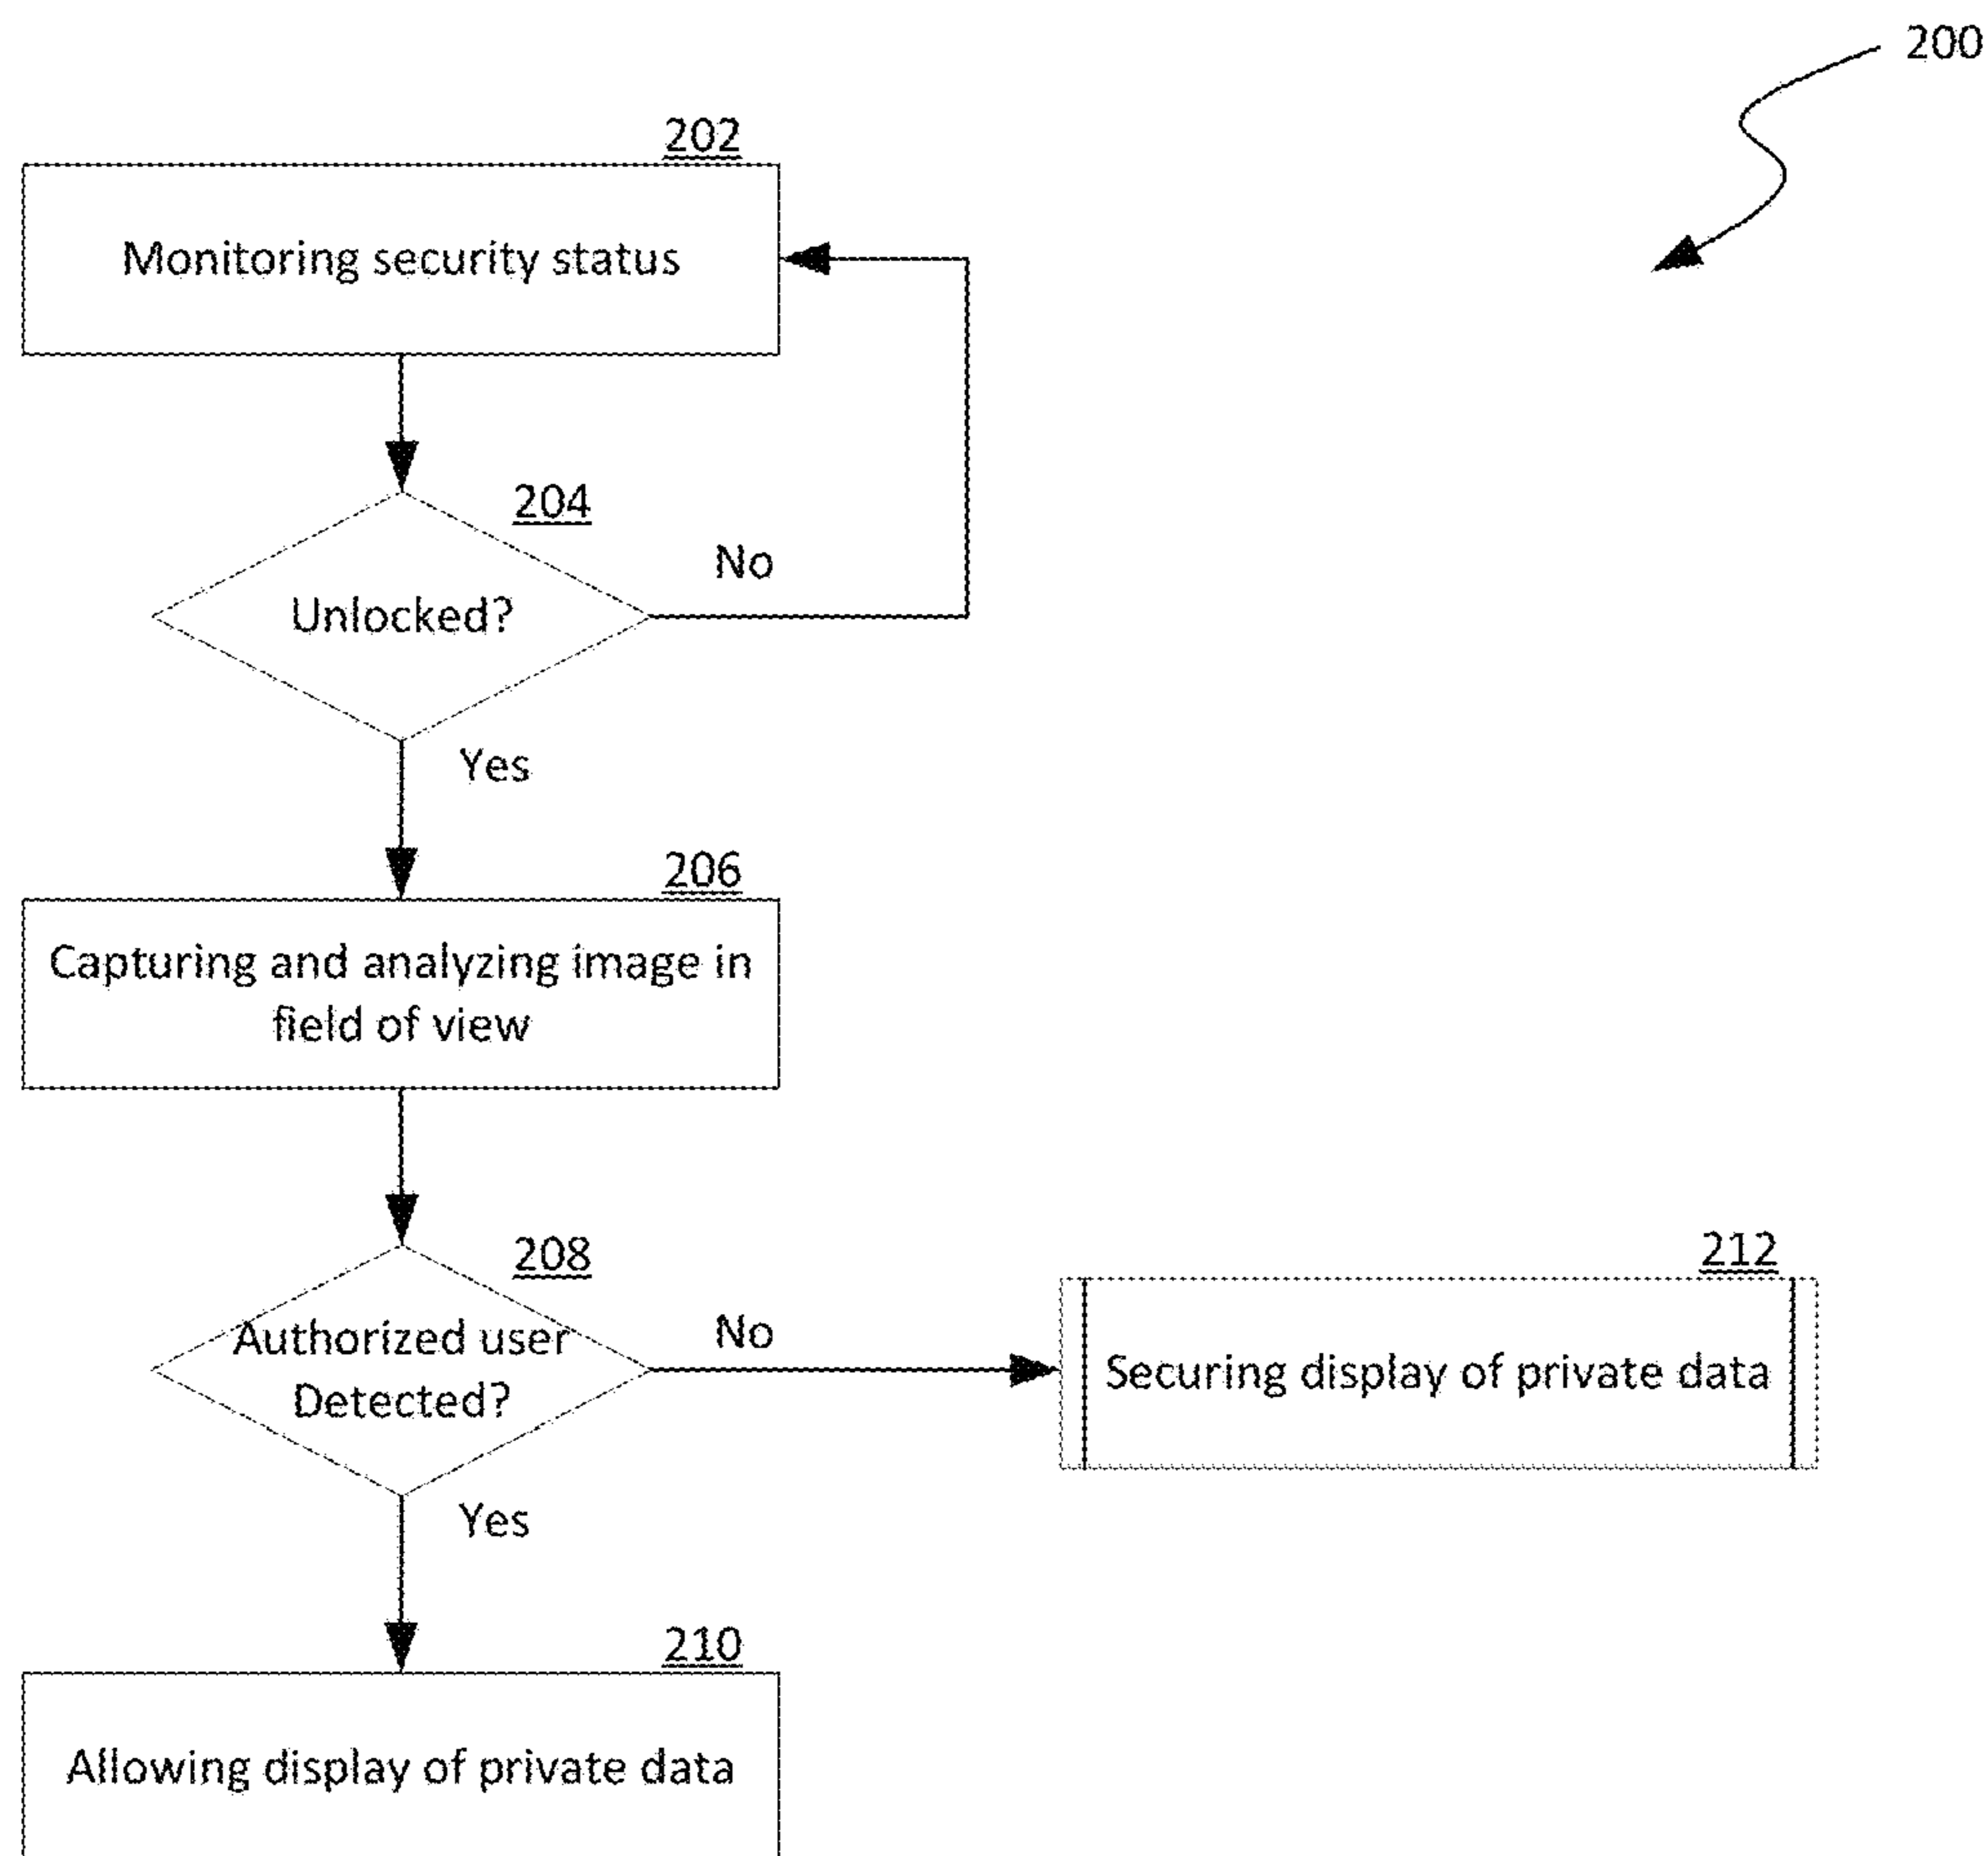 200
202
Monitoring security status
204
No
Unlocked?
Yes
206
Capturing and analyzing image in
field of view
208
212
Authorized user
Detected?
No
Securing display of private data
Yes
210
Allowing display of private data